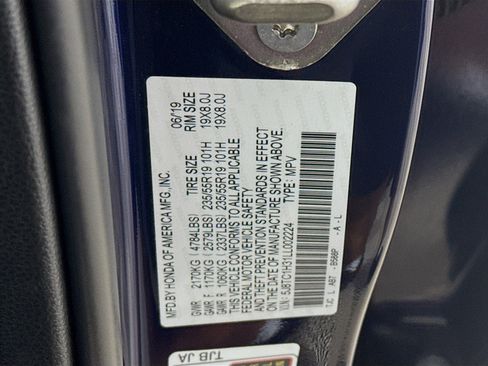 MFD.BY HONDA OF AMERICA MFG.,INC. 06/19
TIRE SIZE RIM SIZE
GVWR 2170KG (4784LBS)
GAWR F 1170KG (2579LBS) 235/55R19 101H 19X8.0J
GAWR R 1060KG (2337LBS) 235/55R19 101H 19X8.0J
THIS VEHICLE CONFORMS TO ALL APPLICABLE
FEDERAL MOTOR VEHICLE SAFETY
AND THEFT PREVENTION STANDARDS IN EFFECT
ON THE DATE OF MANUFACTURE SHOWN ABOVE.
TYPE: MPV
TJC L AB7 -B588P -A-L
TJB JA